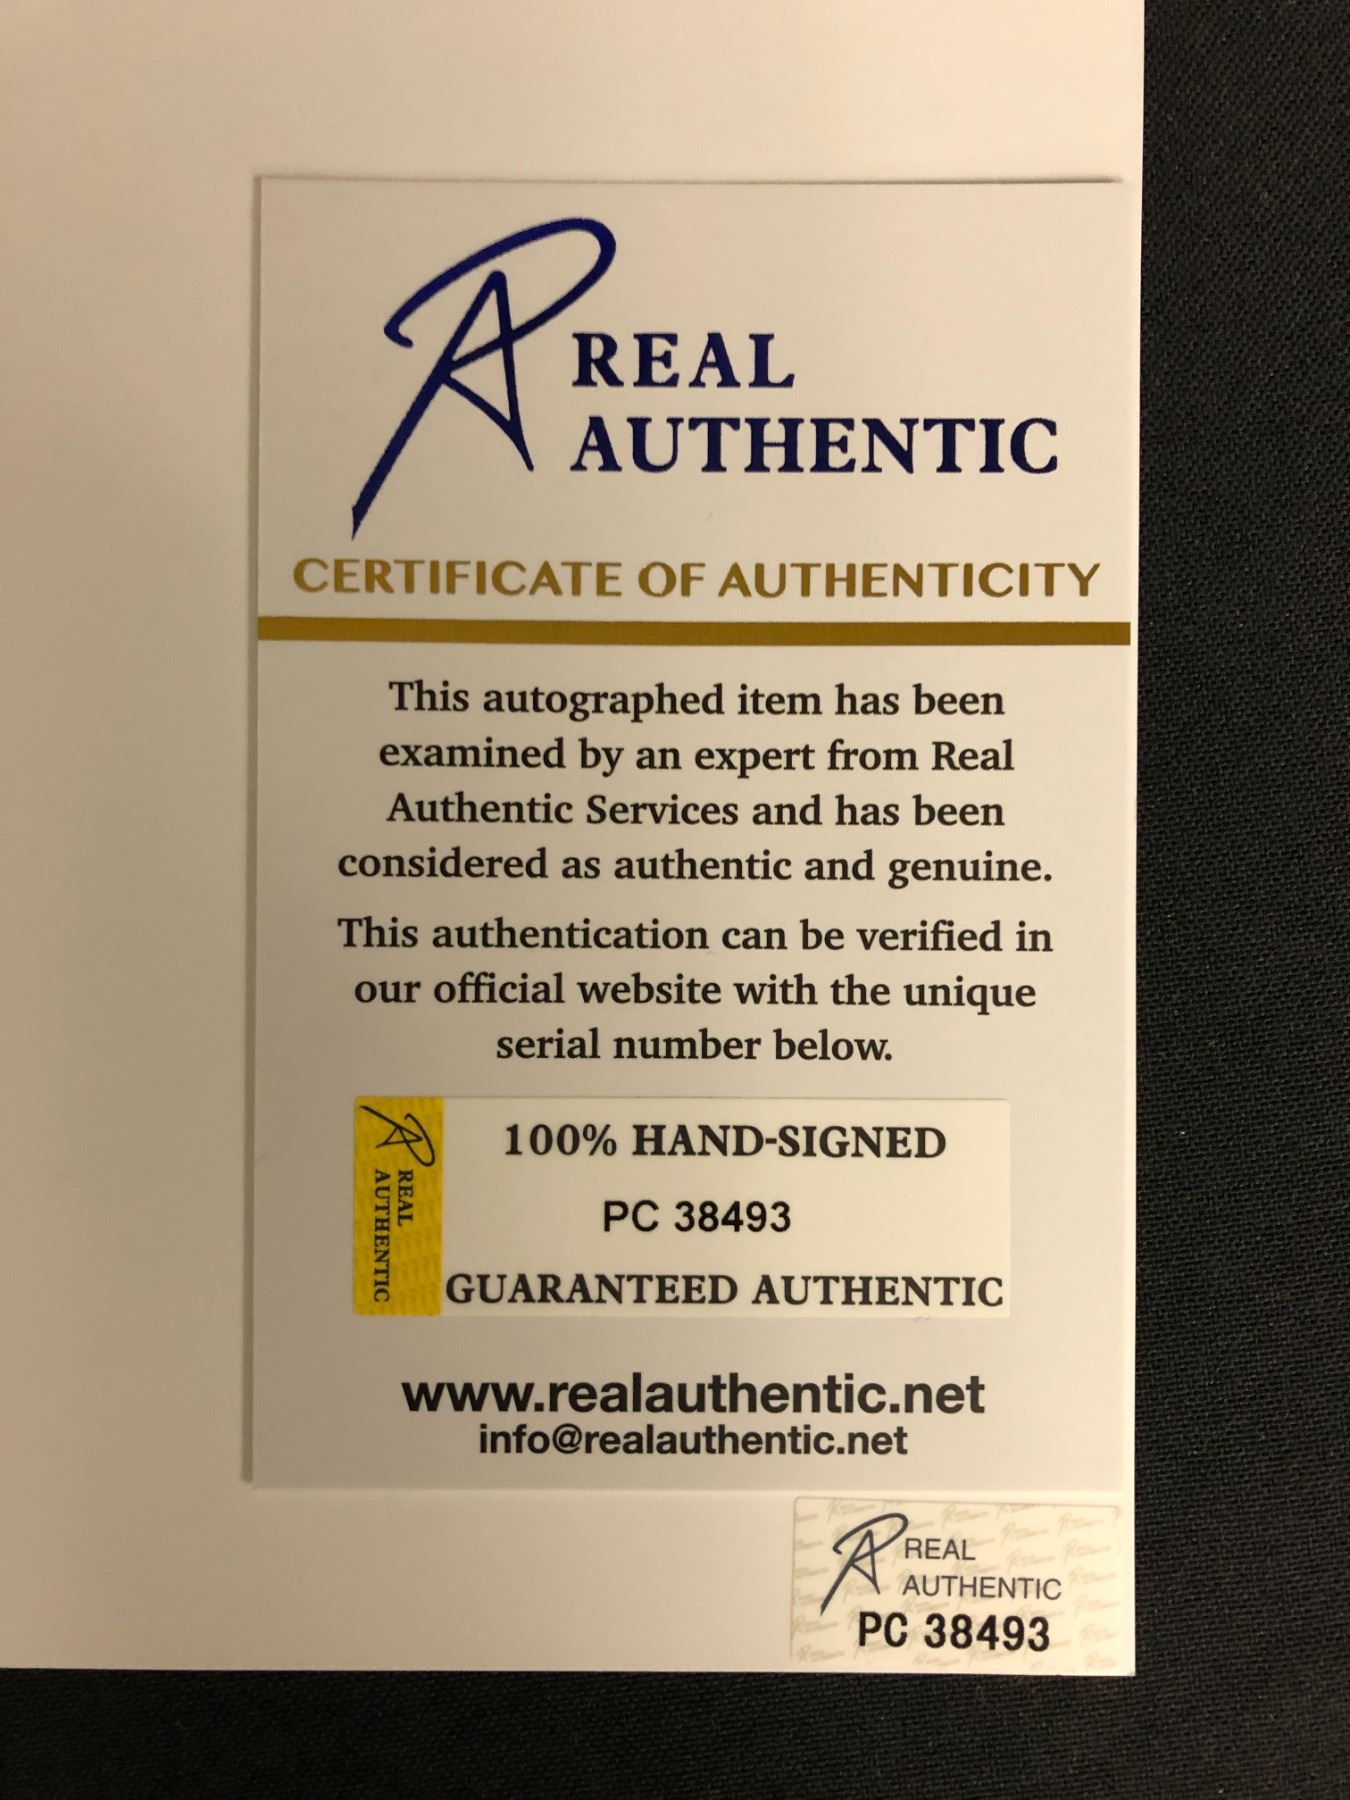 REAL
AUTHENTIC
CERTIFICATE OF AUTHENTICITY
This autographed item has been
examined by an expert from Real
Authentic Services and has been
considered as authentic and genuine.
This authentication can be verified in
our official website with the unique
serial number below.
REAL
AUTHENTIC
100% HAND-SIGNED
PC 38493
GUARANTEED AUTHENTIC
www.realauthentic.net
info@realauthentic.net
REAL
AUTHENTIC
PC 38493